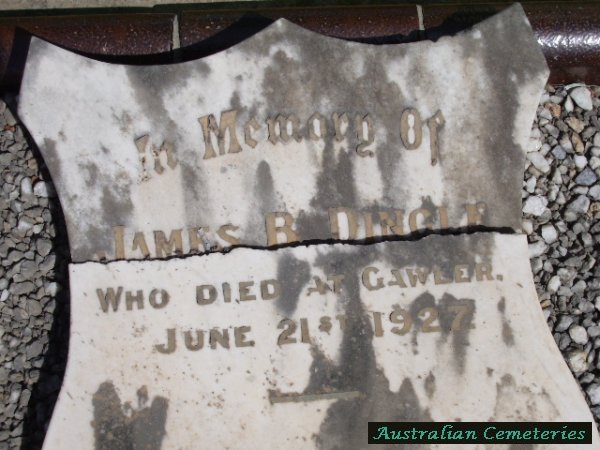 In Memory Of
JAMES B. DINGLE
WHO DIED AT GAWLER.
JUNE 21ST 1927
Australian Cemeteries